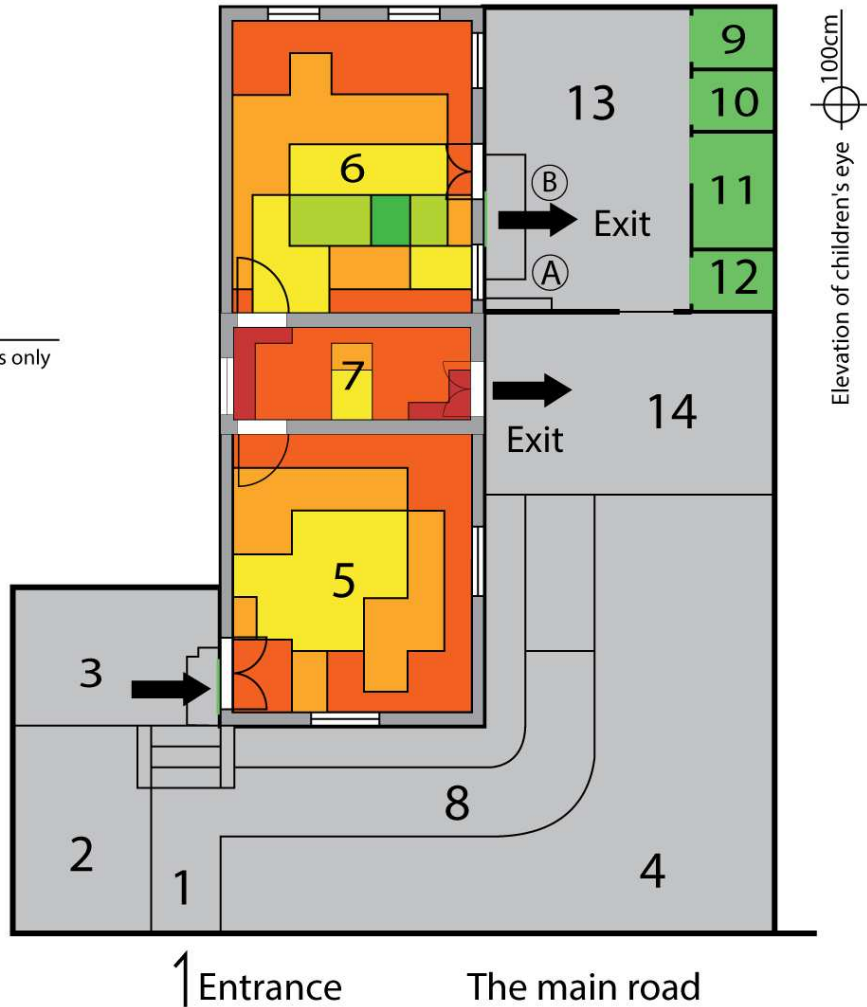 9
100cm
13
10
6
11
B
Exit
A
12
Elevation of children's eye
s only
7
Exit
14
5
3
8
2
1
4
Entrance
The main road